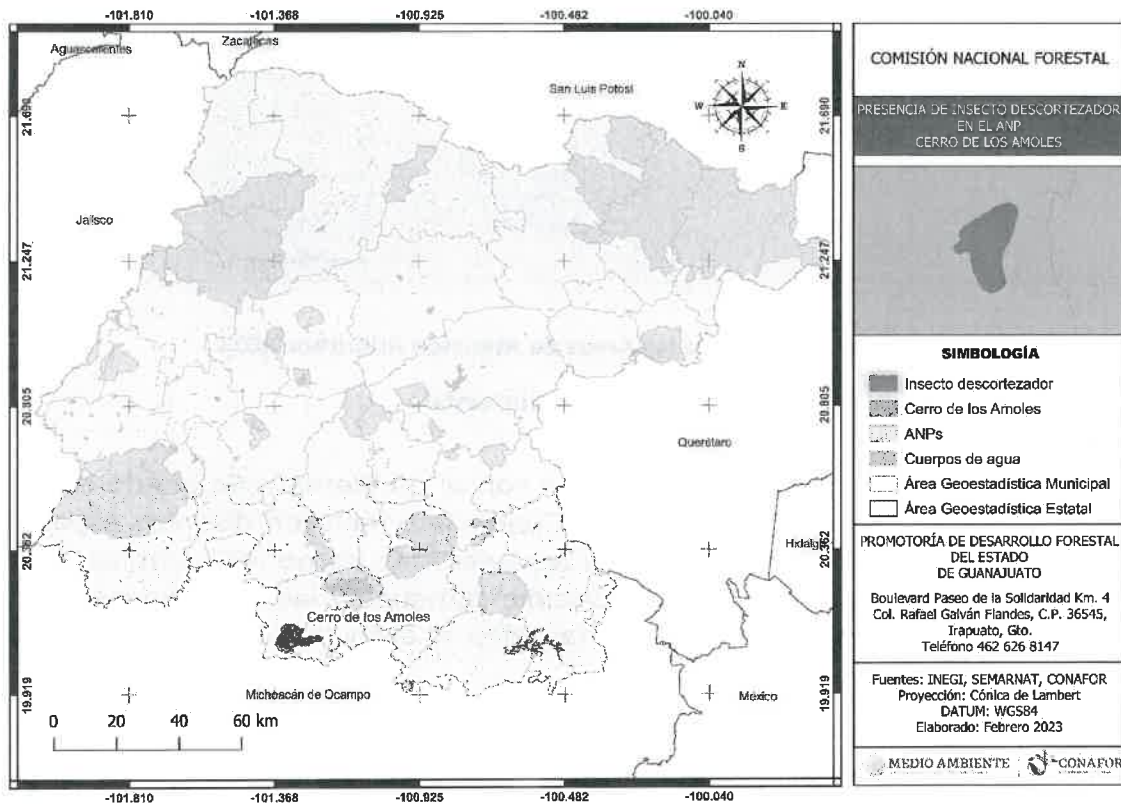 -101.810 -101.368 -100.925 -100.482 -100.040
Aguascalientes
Zacatecas
San Luis Potosí
N
W E
S
Jalisco
Querétaro
Hidalgo
Cerro de los Amoles
Michoacán de Ocampo
México
21.690
21.247
20.805
20.362
19.919
21.690
21.247
20.805
20.362
19.919
0 20 40 60 km
-101.810 -101.368 -100.925 -100.482 -100.040
COMISIÓN NACIONAL FORESTAL
PRESENCIA DE INSECTO DESCORTEZADOR
EN EL ANP
CERRO DE LOS AMOLES
SIMBOLOGÍA
Insecto descortezador
Cerro de los Amoles
ANPs
Cuerpos de agua
Área Geoestadística Municipal
Área Geoestadística Estatal
PROMOTORÍA DE DESARROLLO FORESTAL
DEL ESTADO
DE GUANAJUATO
Boulevard Paseo de la Solidaridad Km. 4
Col. Rafael Galván Flandes, C.P. 36545,
Irapuato, Gto.
Teléfono 462 626 8147
Fuentes: INEGI, SEMARNAT, CONAFOR
Proyección: Cónica de Lambert
DATUM: WGS84
Elaborado: Febrero 2023
MEDIO AMBIENTE CONAFOR